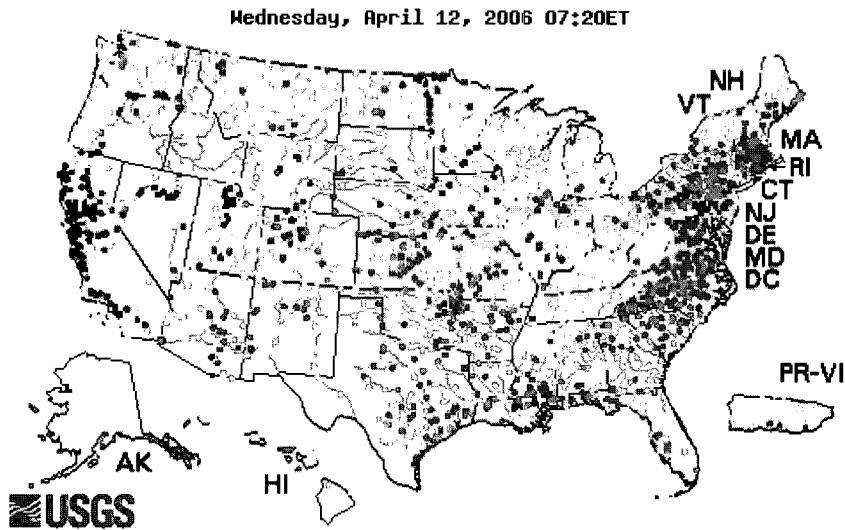 Wednesday, April 12, 2006 07:20ET
NH
VT
MA
RI
CT
NJ
DE
MD
DC
PR-VI
AK
HI
USGS